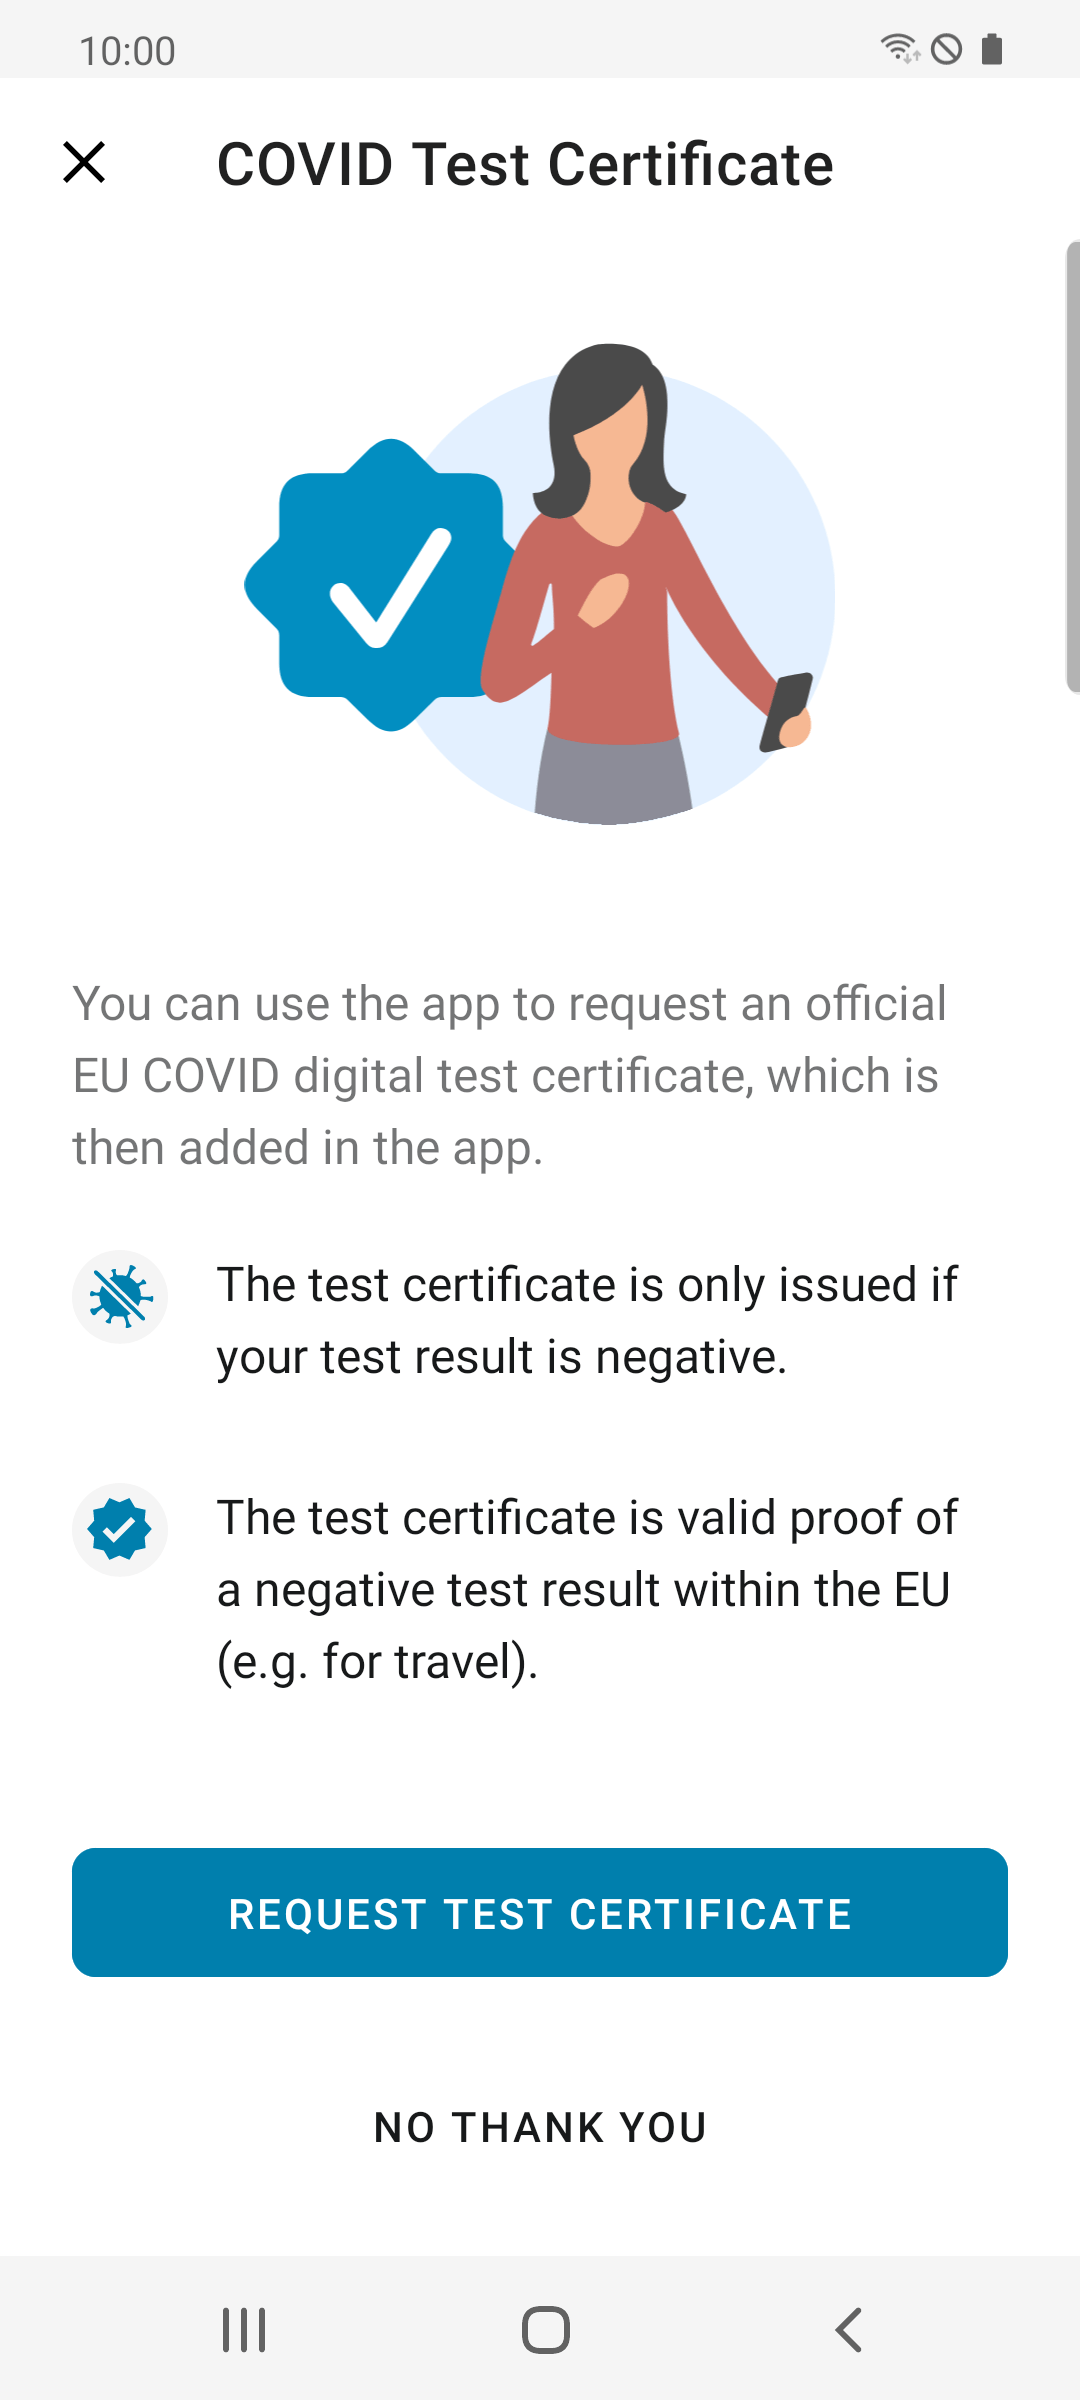 10:00
COVID Test Certificate
You can use the app to request an official
EU COVID digital test certificate, which is
then added in the app.
The test certificate is only issued if
your test result is negative.
The test certificate is valid proof of
a negative test result within the EU
(e.g. for travel).
REQUEST TEST CERTIFICATE
NO THANK YOU